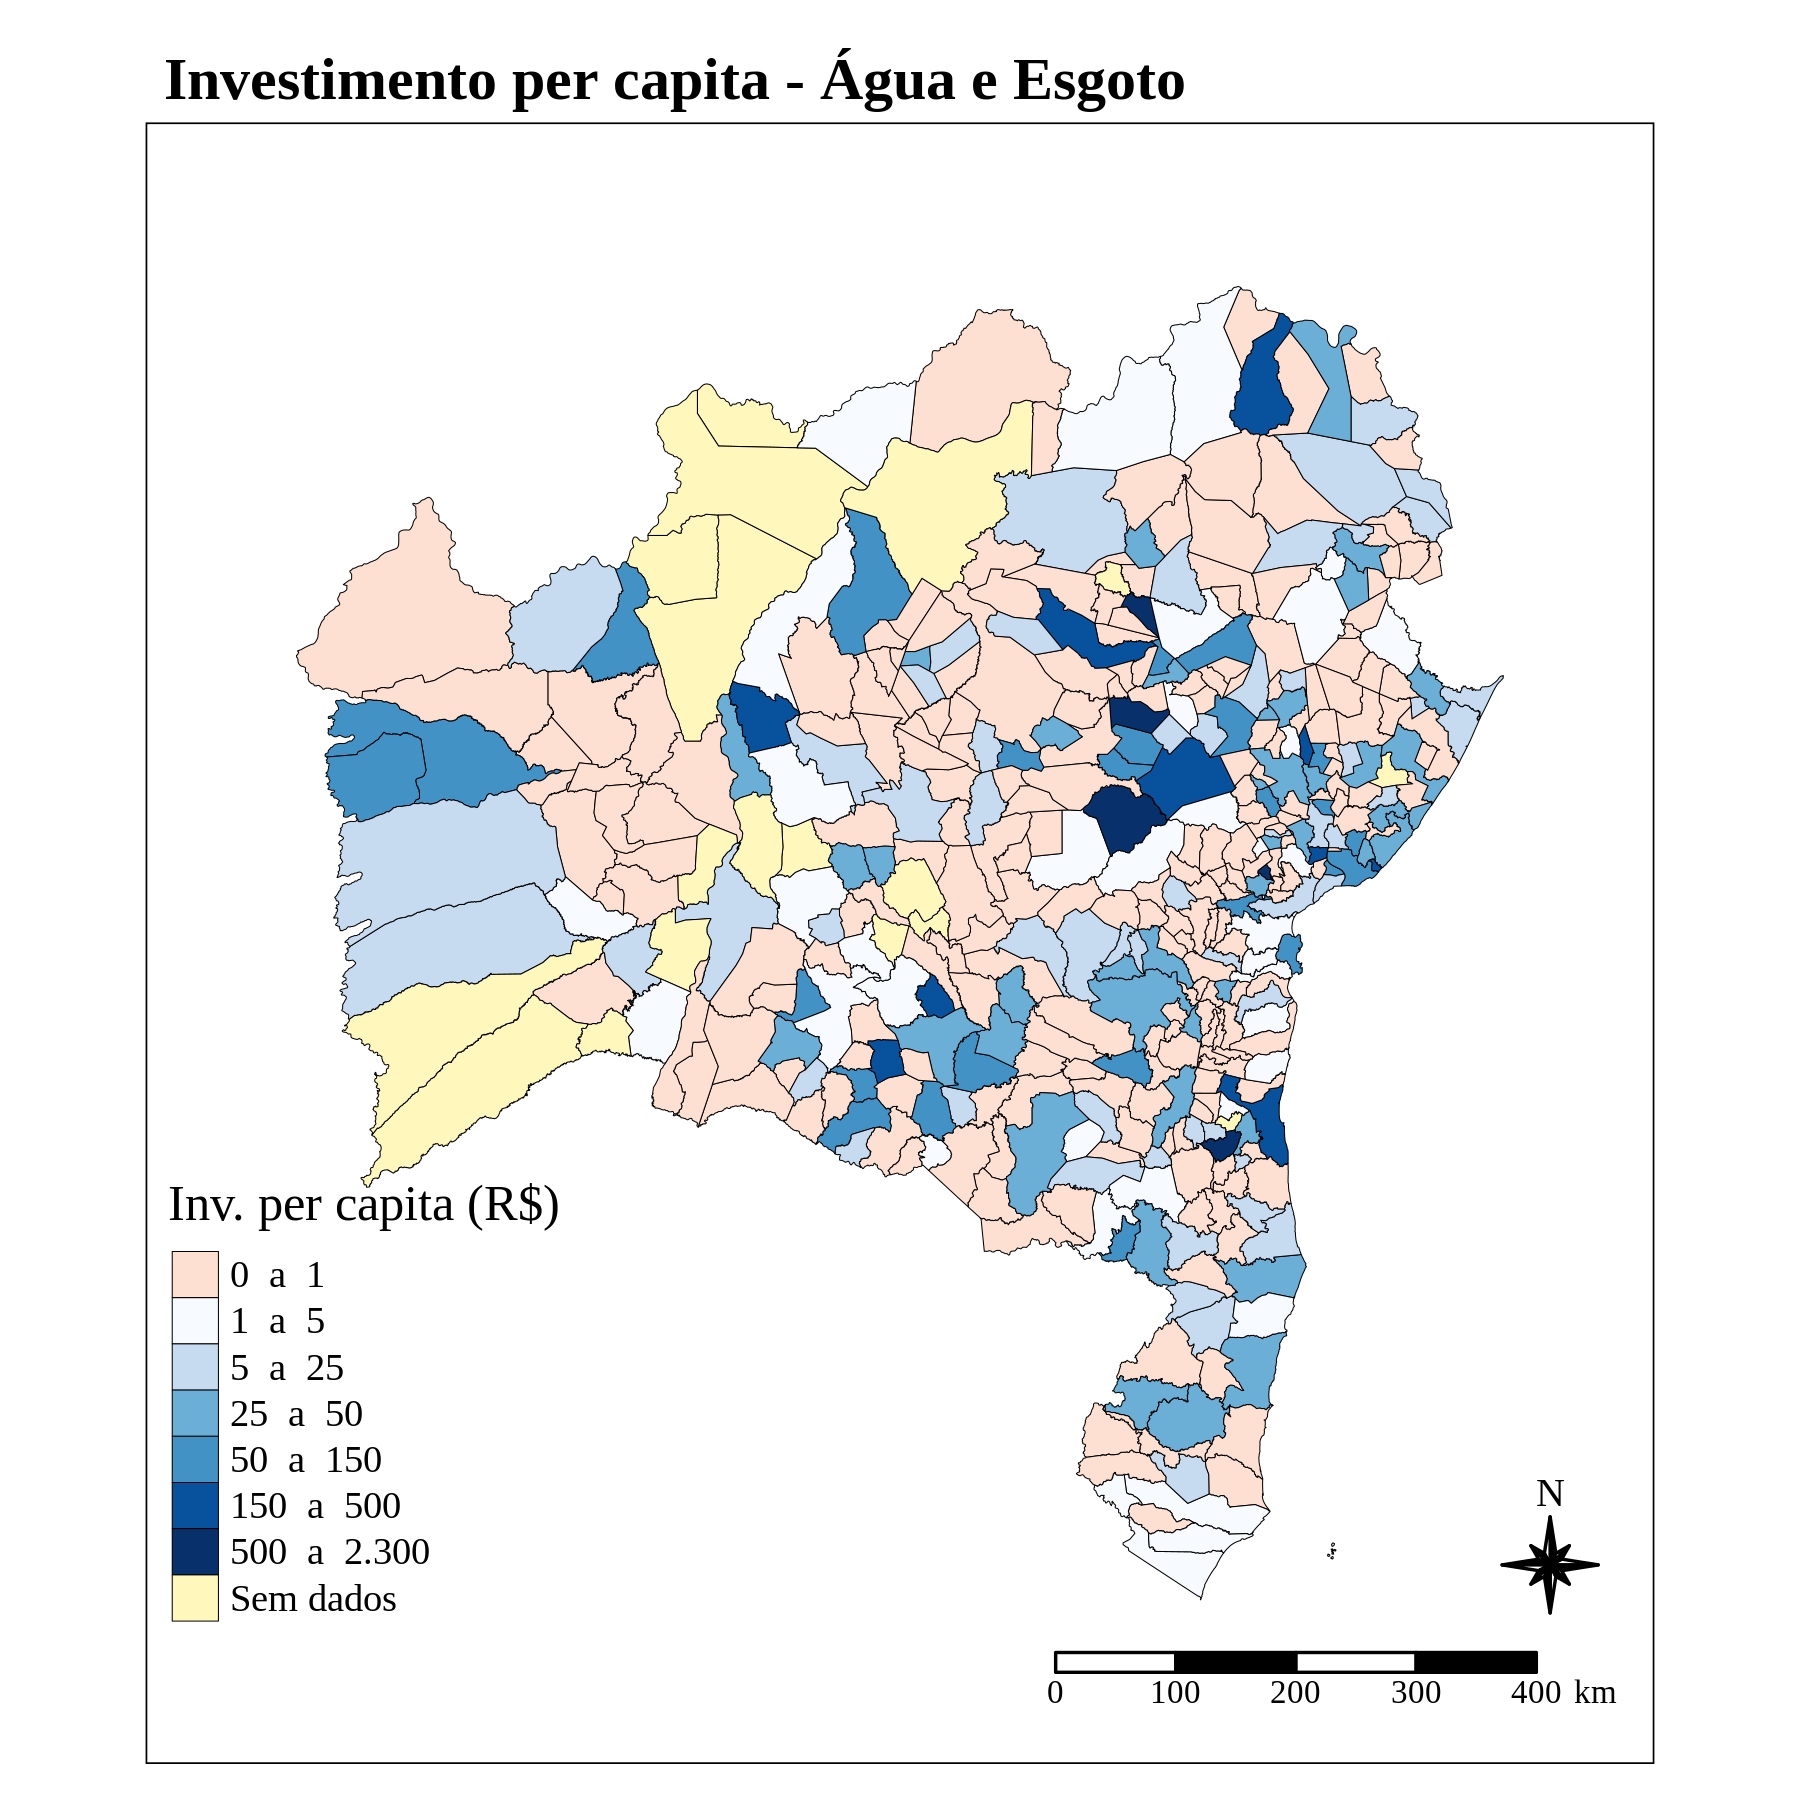 Investimento per capita - Água e Esgoto
Inv. per capita (R$)
0 a 1
1 a 5
5 a 25
25 a 50
50 a 150
150 a 500
500 a 2.300
Sem dados
N
0 100 200 300 400 km